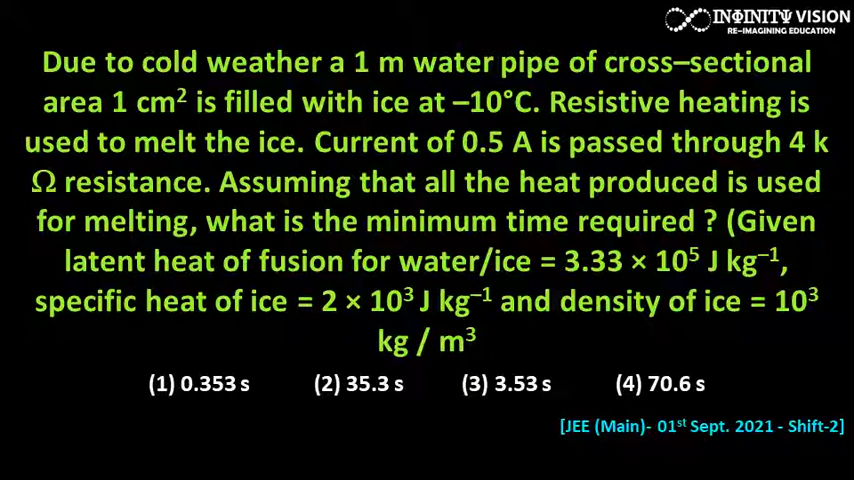 INFINITY VISION
RE-IMAGINING EDUCATION
Due to cold weather a 1 m water pipe of cross–sectional
area 1 cm² is filled with ice at –10°C. Resistive heating is
used to melt the ice. Current of 0.5 A is passed through 4 k
Ω resistance. Assuming that all the heat produced is used
for melting, what is the minimum time required ? (Given
latent heat of fusion for water/ice = 3.33 × 10⁵ J kg⁻¹,
specific heat of ice = 2 × 10³ J kg⁻¹ and density of ice = 10³
kg / m³
(1) 0.353 s (2) 35.3 s (3) 3.53 s (4) 70.6 s
[JEE (Main)- 01ˢᵗ Sept. 2021 - Shift-2]